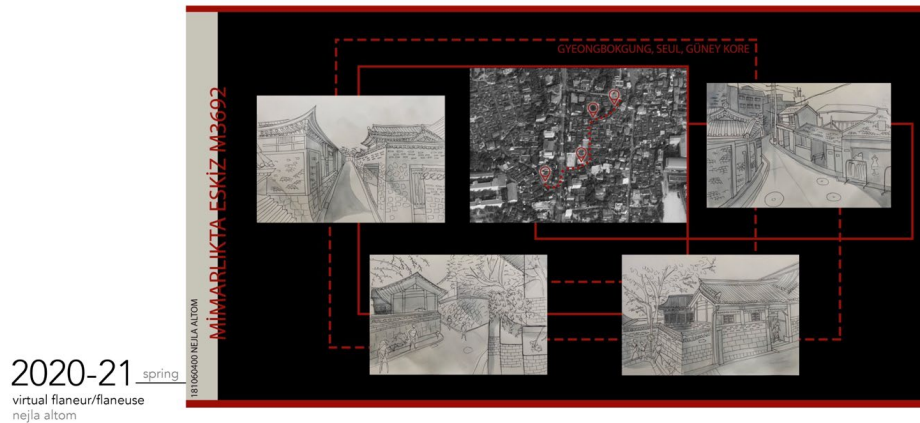 GYEONGBOKGUNG, SEUL, GÜNEY KORE
MİMARLIKTA ESKİZ M3692
181060400 NEJLA ALTOM
2020-21 spring
virtual flaneur/flaneuse
nejla altom